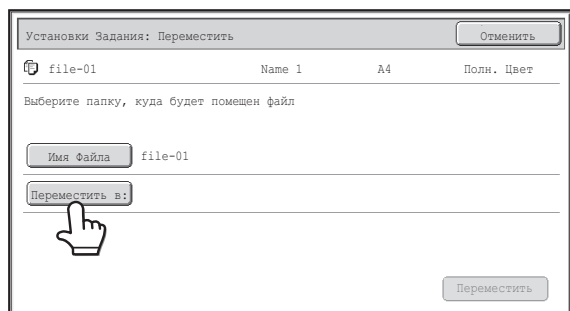 Установки Задания: Переместить Отменить
file-01 Name 1 A4 Полн. Цвет
Выберите папку, куда будет помещен файл
Имя Файла file-01
Переместить в:
Переместить